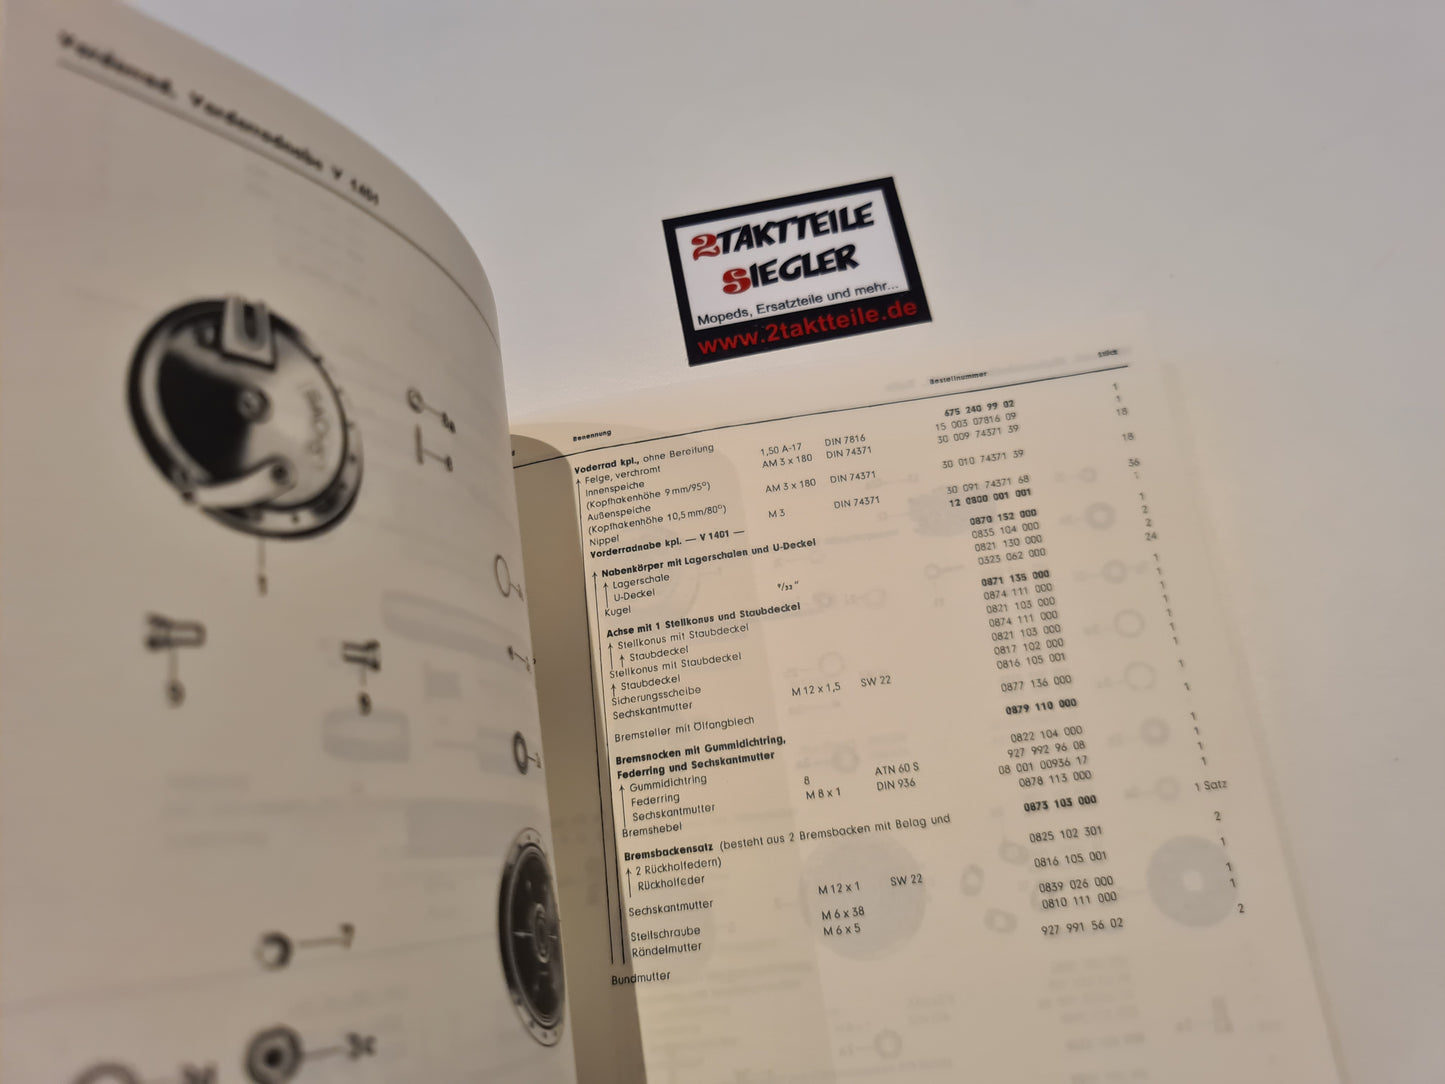 Vorderrad, Vorderradnabe V 1401
6a
6
1
9
8
7
3c
2TAKTTEILE
SIEGLER
Mopeds, Ersatzteile und mehr...
www.2taktteile.de
Benennung Bestellnummer Stück
Voderrad kpl., ohne Bereifung 675 240 99 02 1
Felge, verchromt 1,50 A-17 DIN 7816 15 003 07816 09 1
Innenspeiche AM 3 x 180 DIN 74371 30 009 74371 39 18
(Kopfhakenhöhe 9 mm/95°)
Außenspeiche AM 3 x 180 DIN 74371 30 010 74371 39 18
(Kopfhakenhöhe 10,5 mm/80°)
Nippel M 3 DIN 74371 30 091 74371 68 36
Vorderradnabe kpl. — V 1401 — 12 0800 001 001 1
Nabenkörper mit Lagerschalen und U-Deckel 0870 152 000 1
Lagerschale 0835 104 000 2
U-Deckel 0821 130 000 2
Kugel 0323 062 000 24
Achse mit 1 Stellkonus und Staubdeckel 0871 135 000 1
Stellkonus mit Staubdeckel 0874 111 000 1
Staubdeckel 0821 103 000 1
Stellkonus mit Staubdeckel 0874 111 000 1
Staubdeckel 0821 103 000 1
Sicherungsscheibe 0817 102 000 1
Sechskantmutter M 12 x 1,5 SW 22 0816 105 001 1
Bremsteller mit Ölfangblech 0877 136 000 1
Bremsnocken mit Gummidichtring,
Federring und Sechskantmutter 0879 110 000 1
Gummidichtring 0822 104 000 1
Federring 8 ATN 60 S 927 992 96 08 1
Sechskantmutter M 8 x 1 DIN 936 08 001 00936 17 1
Bremshebel 0878 113 000 1
Bremsbackensatz (besteht aus 2 Bremsbacken mit Belag und
2 Rückholfedern) 0873 103 000 1 Satz
Rückholfeder 0825 102 301 2
Sechskantmutter M 12 x 1 SW 22 0816 105 001 1
Stellschraube M 6 x 38 0839 026 000 1
Rändelmutter M 6 x 5 0810 111 000 1
Bundmutter 927 991 56 02 2